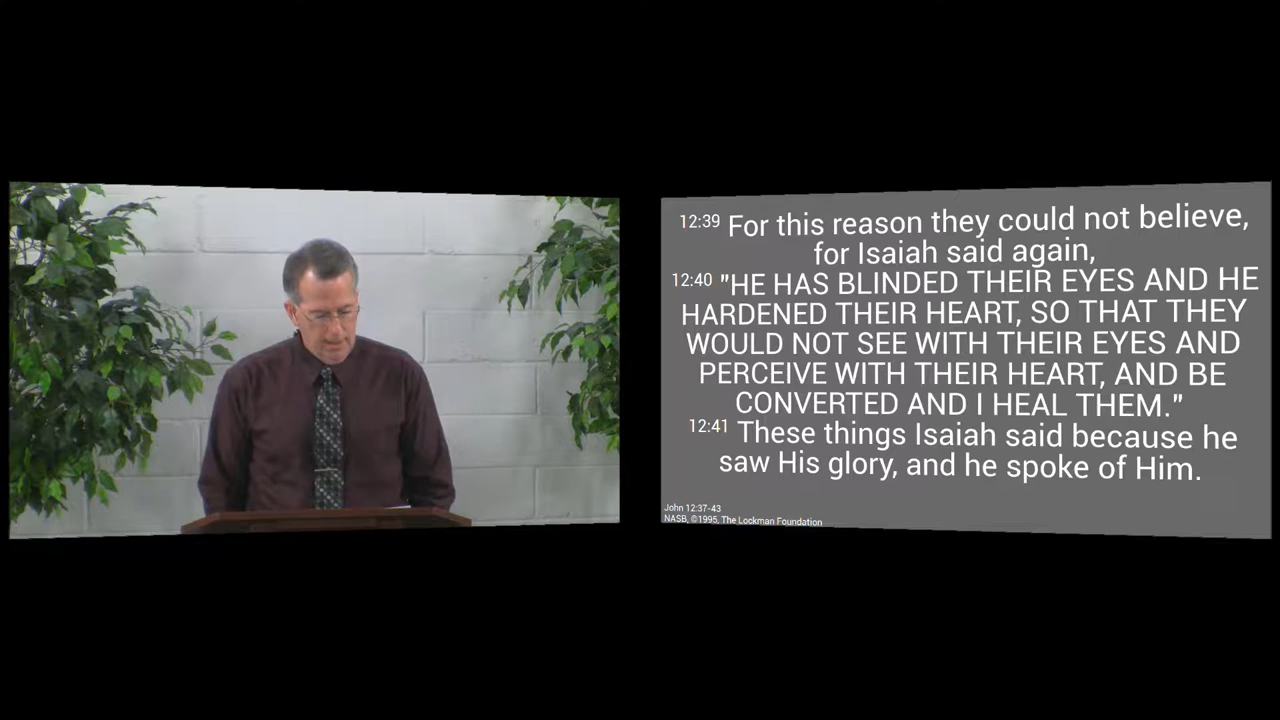 12:39 For this reason they could not believe,
for Isaiah said again,
12:40 "HE HAS BLINDED THEIR EYES AND HE
HARDENED THEIR HEART, SO THAT THEY
WOULD NOT SEE WITH THEIR EYES AND
PERCEIVE WITH THEIR HEART, AND BE
CONVERTED AND I HEAL THEM."
12:41 These things Isaiah said because he
saw His glory, and he spoke of Him.
John 12:37-43
NASB, ©1995, The Lockman Foundation